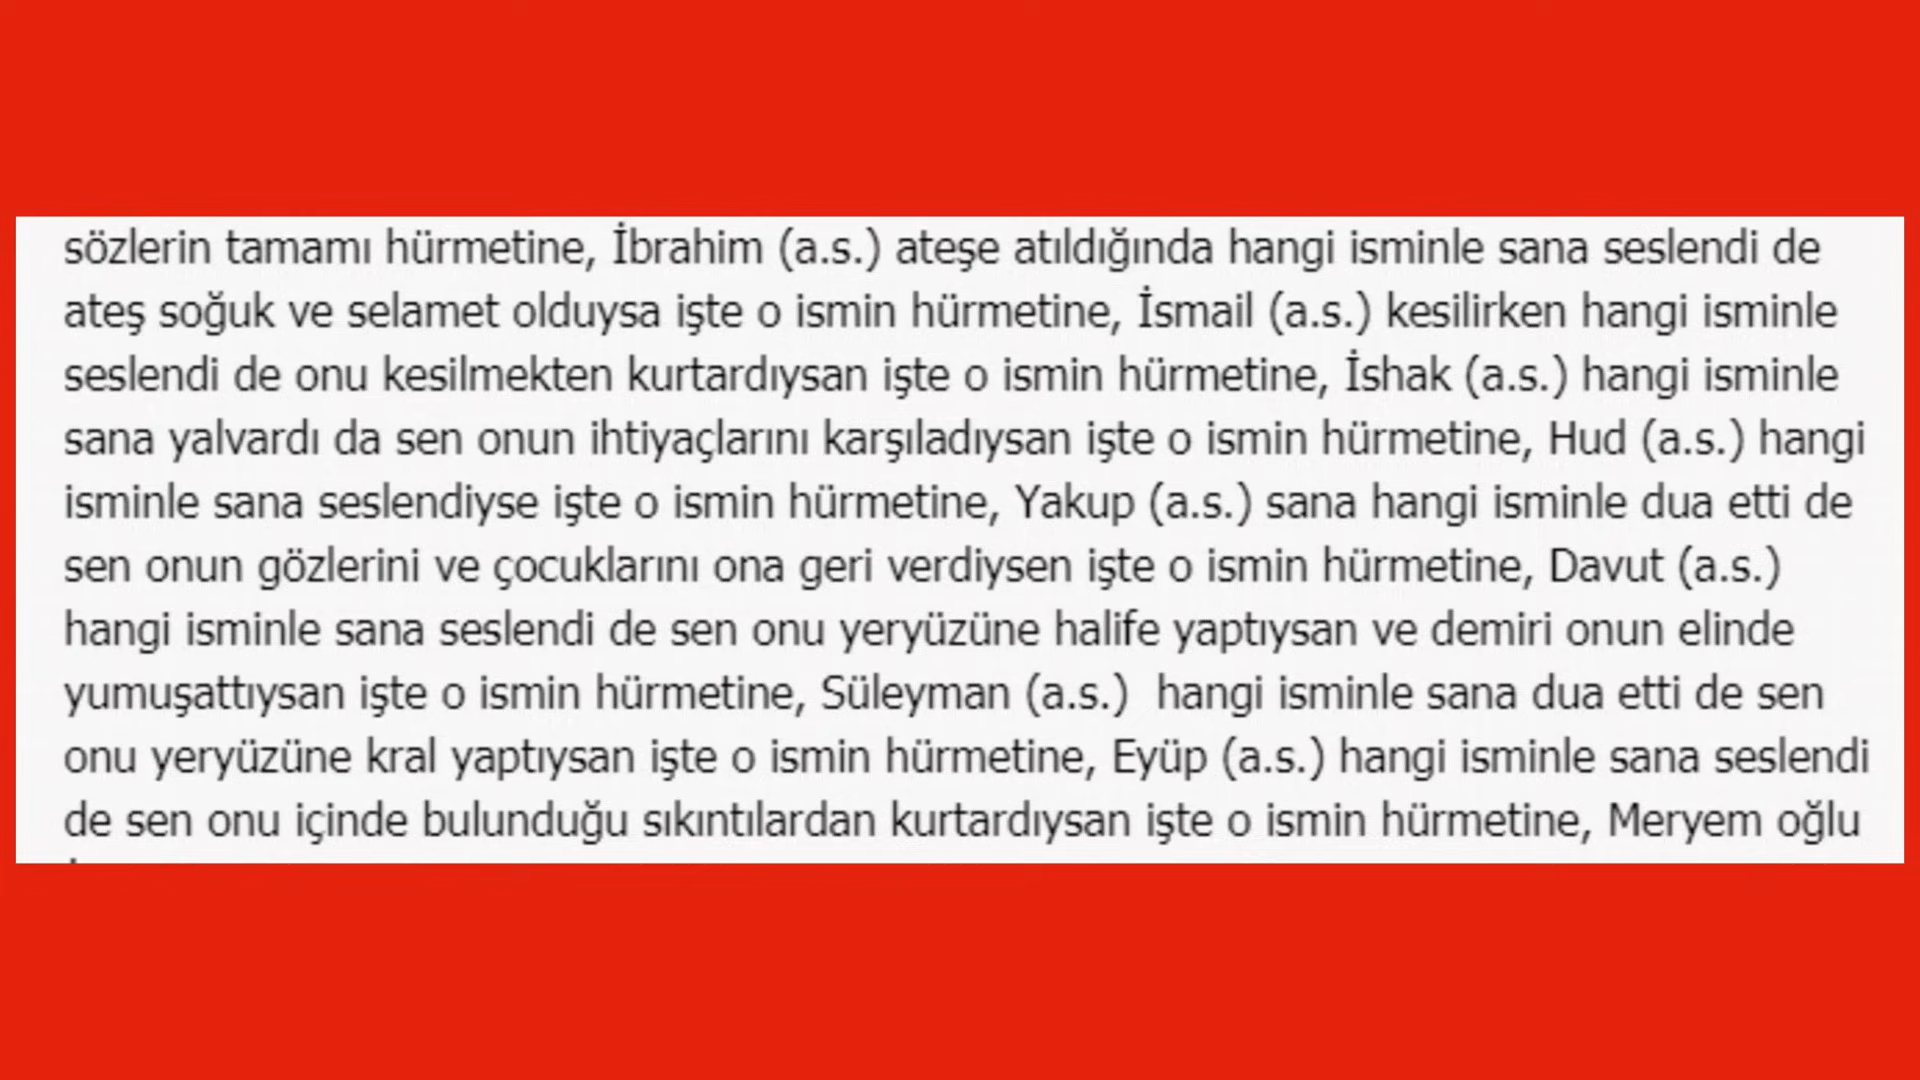 sözlerin tamamı hürmetine, İbrahim (a.s.) ateşe atıldığında hangi isminle sana seslendi de
ateş soğuk ve selamet olduysa işte o ismin hürmetine, İsmail (a.s.) kesilirken hangi isminle
seslendi de onu kesilmekten kurtardıysan işte o ismin hürmetine, İshak (a.s.) hangi isminle
sana yalvardı da sen onun ihtiyaçlarını karşıladıysan işte o ismin hürmetine, Hud (a.s.) hangi
isminle sana seslendiyse işte o ismin hürmetine, Yakup (a.s.) sana hangi isminle dua etti de
sen onun gözlerini ve çocuklarını ona geri verdiysen işte o ismin hürmetine, Davut (a.s.)
hangi isminle sana seslendi de sen onu yeryüzüne halife yaptıysan ve demiri onun elinde
yumuşattıysan işte o ismin hürmetine, Süleyman (a.s.)  hangi isminle sana dua etti de sen
onu yeryüzüne kral yaptıysan işte o ismin hürmetine, Eyüp (a.s.) hangi isminle sana seslendi
de sen onu içinde bulunduğu sıkıntılardan kurtardıysan işte o ismin hürmetine, Meryem oğlu